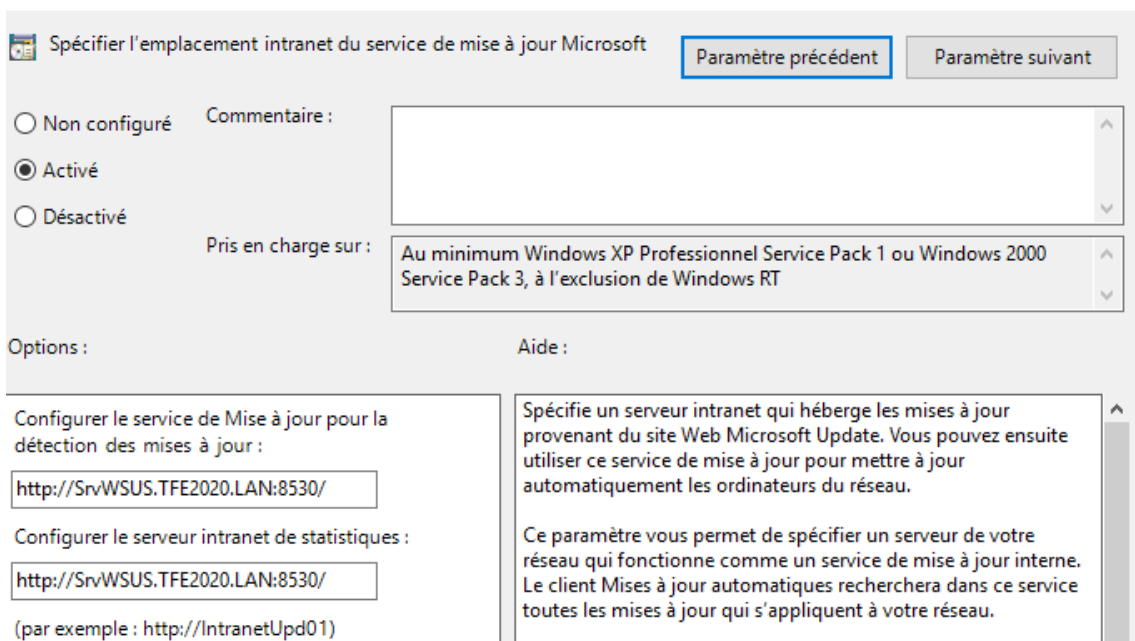 Spécifier l'emplacement intranet du service de mise à jour Microsoft
Paramètre précédent
Paramètre suivant
Non configuré
Commentaire :
Activé
Désactivé
Pris en charge sur :
Au minimum Windows XP Professionnel Service Pack 1 ou Windows 2000
Service Pack 3, à l'exclusion de Windows RT
Options :
Aide :
Configurer le service de Mise à jour pour la
détection des mises à jour :
http://SrvWSUS.TFE2020.LAN:8530/
Configurer le serveur intranet de statistiques :
http://SrvWSUS.TFE2020.LAN:8530/
(par exemple : http://IntranetUpd01)
Spécifie un serveur intranet qui héberge les mises à jour
provenant du site Web Microsoft Update. Vous pouvez ensuite
utiliser ce service de mise à jour pour mettre à jour
automatiquement les ordinateurs du réseau.
Ce paramètre vous permet de spécifier un serveur de votre
réseau qui fonctionne comme un service de mise à jour interne.
Le client Mises à jour automatiques recherchera dans ce service
toutes les mises à jour qui s'appliquent à votre réseau.